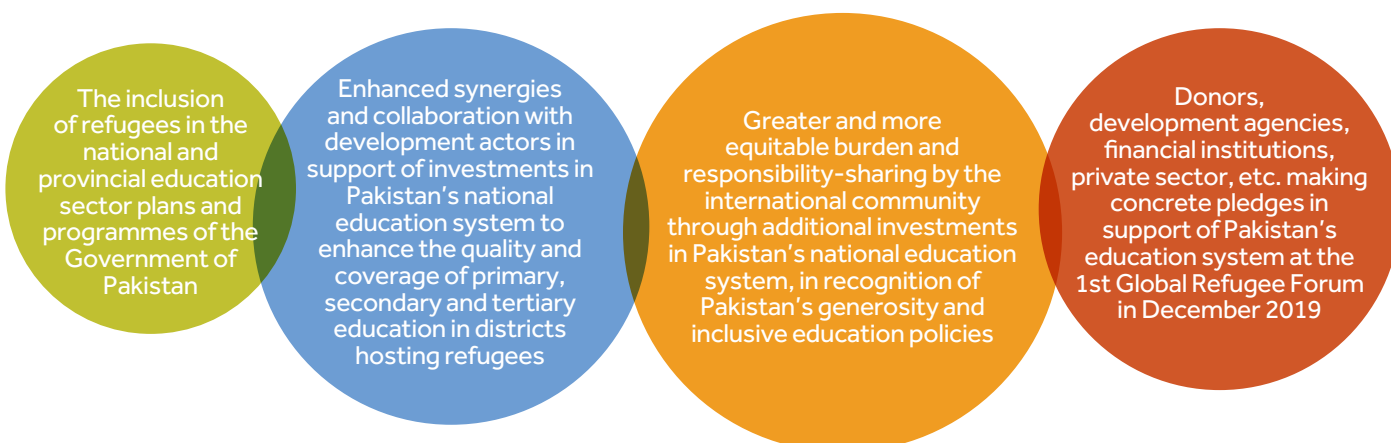 The inclusion
of refugees in the
national and
provincial education
sector plans and
programmes of the
Government of
Pakistan
Enhanced synergies
and collaboration with
development actors in
support of investments in
Pakistan's national
education system to
enhance the quality and
coverage of primary,
secondary and tertiary
education in districts
hosting refugees
Greater and more
equitable burden and
responsibility-sharing by the
international community
through additional investments
in Pakistan's national education
system, in recognition of
Pakistan's generosity and
inclusive education policies
Donors,
development agencies,
financial institutions,
private sector, etc. making
concrete pledges in
support of Pakistan's
education system at the
1st Global Refugee Forum
in December 2019